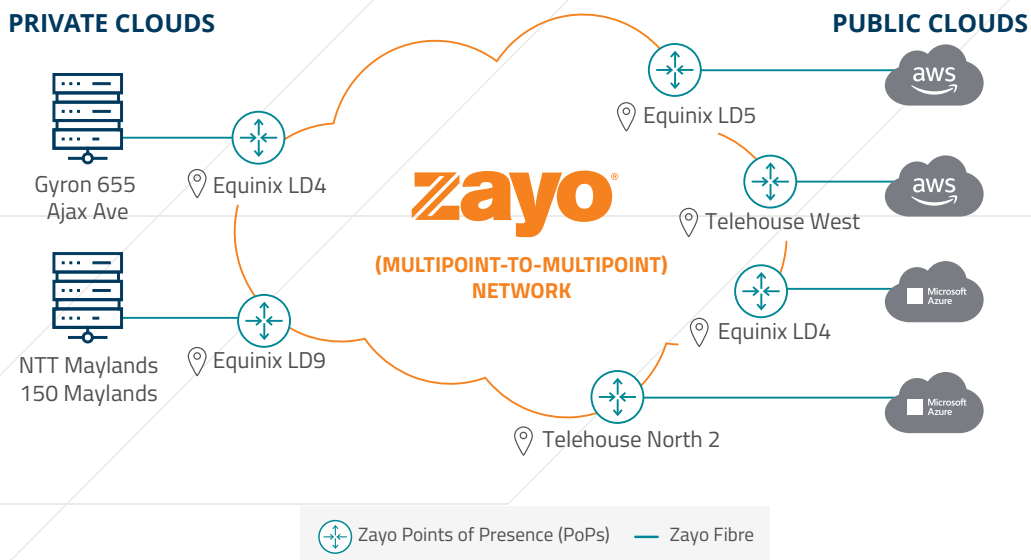 PRIVATE CLOUDS
PUBLIC CLOUDS
aws
Equinix LD5
Gyron 655
Ajax Ave
Equinix LD4
zayo®
aws
Telehouse West
(MULTIPOINT-TO-MULTIPOINT)
NETWORK
Microsoft
Azure
NTT Maylands
150 Maylands
Equinix LD9
Equinix LD4
Microsoft
Azure
Telehouse North 2
Zayo Points of Presence (PoPs)
Zayo Fibre